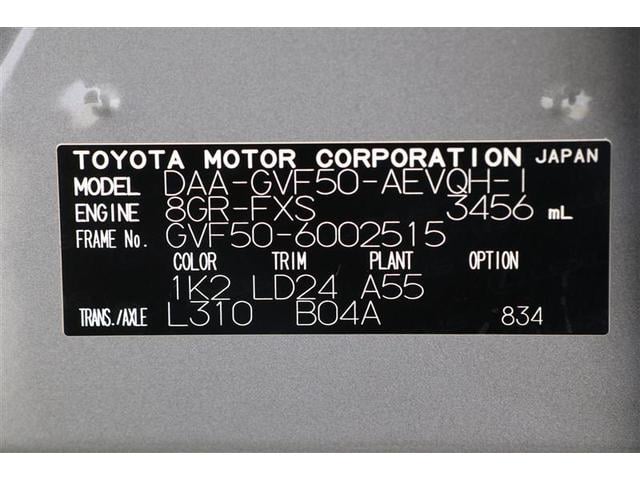 TOYOTA MOTOR CORPORATION JAPAN
MODEL DAA-GVF50-AEVQH-I
ENGINE 8GR-FXS 3456 mL
FRAME No. GVF50-6002515
COLOR TRIM PLANT OPTION
1K2 LD24 A55
TRANS./AXLE L310 B04A 834